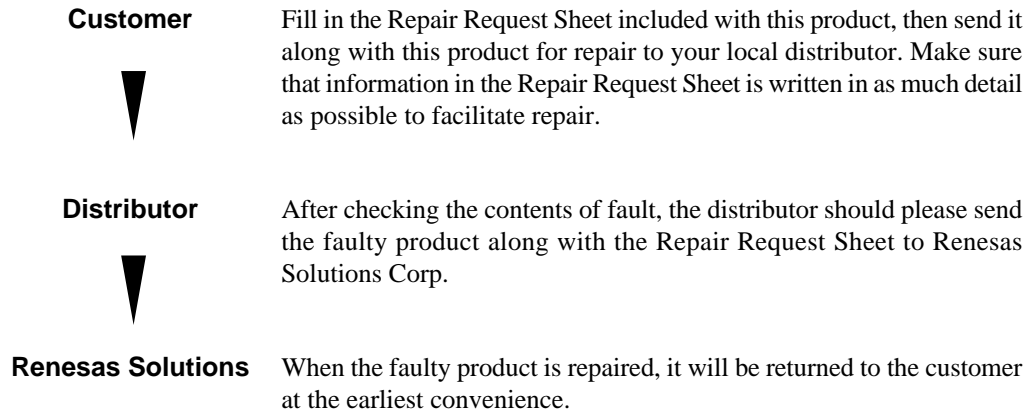 Customer
Fill in the Repair Request Sheet included with this product, then send it
along with this product for repair to your local distributor. Make sure
that information in the Repair Request Sheet is written in as much detail
as possible to facilitate repair.
Distributor
After checking the contents of fault, the distributor should please send
the faulty product along with the Repair Request Sheet to Renesas
Solutions Corp.
Renesas Solutions
When the faulty product is repaired, it will be returned to the customer
at the earliest convenience.